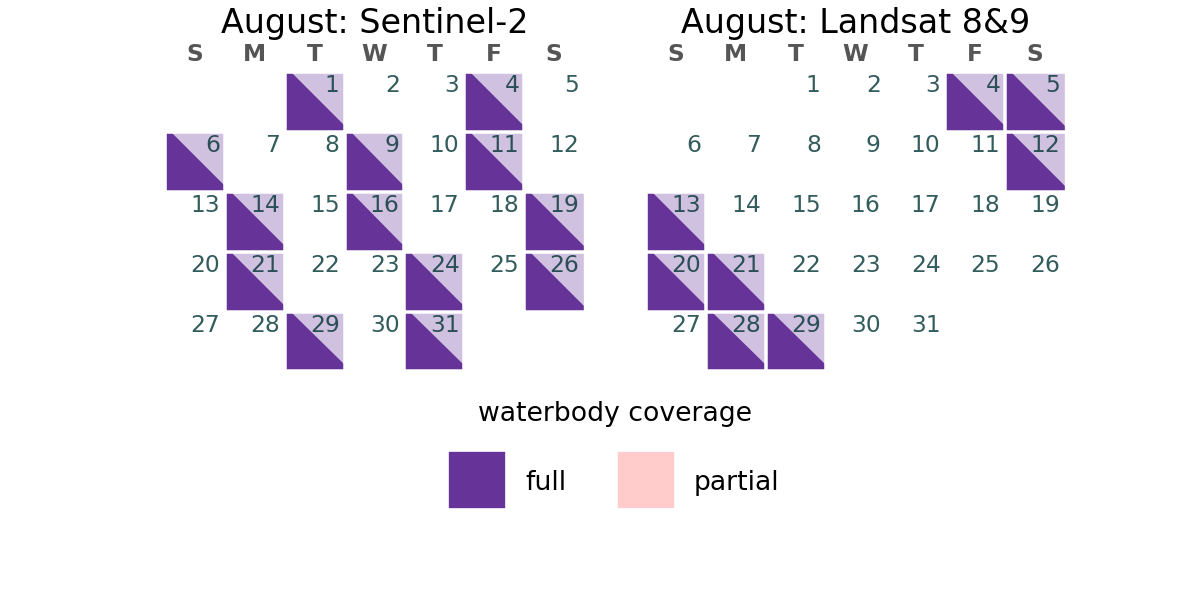 August: Sentinel-2
S M T W T F S
1 2 3 4 5
6 7 8 9 10 11 12
13 14 15 16 17 18 19
20 21 22 23 24 25 26
27 28 29 30 31
August: Landsat 8&9
S M T W T F S
1 2 3 4 5
6 7 8 9 10 11 12
13 14 15 16 17 18 19
20 21 22 23 24 25 26
27 28 29 30 31
waterbody coverage
full partial